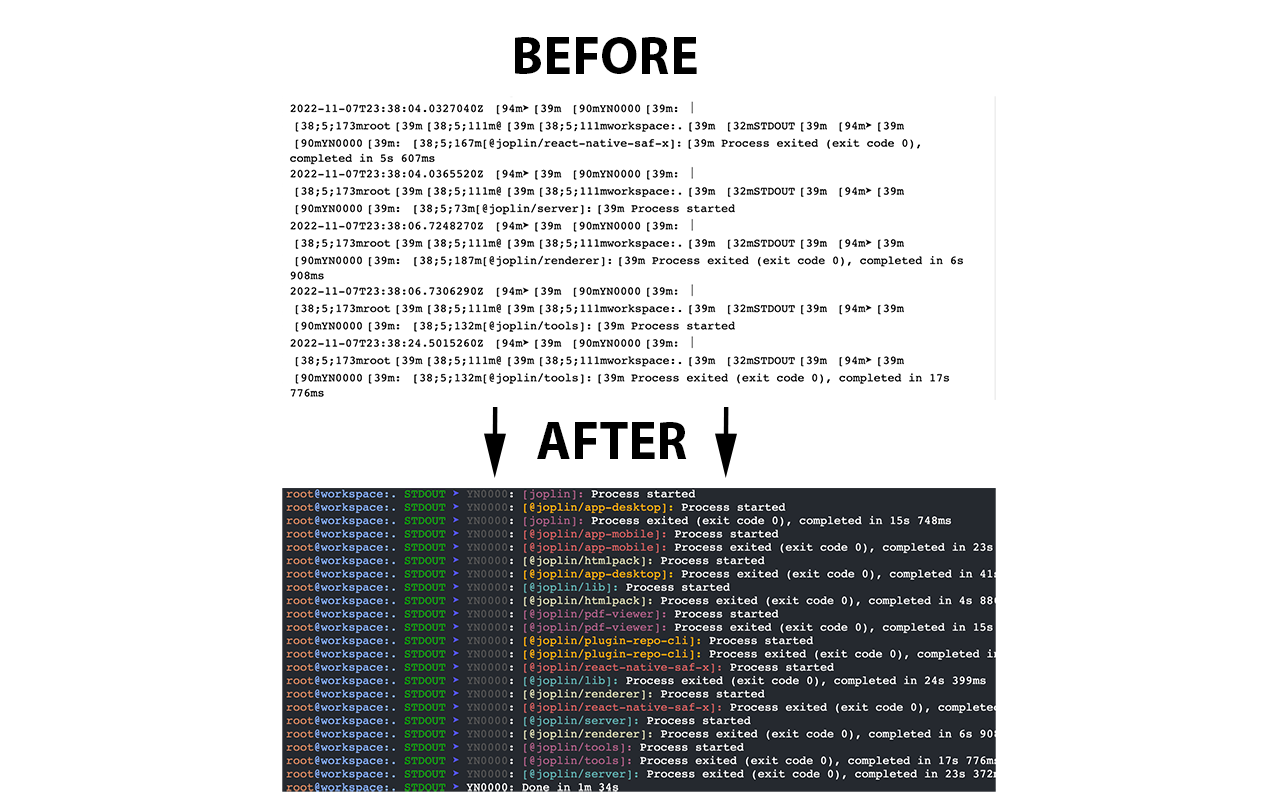 BEFORE
2022-11-07T23:38:04.0327040Z  [94m➤ [39m  [90mYN0000 [39m:  │
[38;5;173mroot [39m [38;5;111m@ [39m [38;5;111mworkspace:. [39m  [32mSTDOUT [39m  [94m➤ [39m
[90mYN0000 [39m:  [38;5;167m[@joplin/react-native-saf-x]: [39m Process exited (exit code 0),
completed in 5s 607ms
2022-11-07T23:38:04.0365520Z  [94m➤ [39m  [90mYN0000 [39m:  │
[38;5;173mroot [39m [38;5;111m@ [39m [38;5;111mworkspace:. [39m  [32mSTDOUT [39m  [94m➤ [39m
[90mYN0000 [39m:  [38;5;73m[@joplin/server]: [39m Process started
2022-11-07T23:38:06.7248270Z  [94m➤ [39m  [90mYN0000 [39m:  │
[38;5;173mroot [39m [38;5;111m@ [39m [38;5;111mworkspace:. [39m  [32mSTDOUT [39m  [94m➤ [39m
[90mYN0000 [39m:  [38;5;187m[@joplin/renderer]: [39m Process exited (exit code 0), completed in 6s
908ms
2022-11-07T23:38:06.7306290Z  [94m➤ [39m  [90mYN0000 [39m:  │
[38;5;173mroot [39m [38;5;111m@ [39m [38;5;111mworkspace:. [39m  [32mSTDOUT [39m  [94m➤ [39m
[90mYN0000 [39m:  [38;5;132m[@joplin/tools]: [39m Process started
2022-11-07T23:38:24.5015260Z  [94m➤ [39m  [90mYN0000 [39m:  │
[38;5;173mroot [39m [38;5;111m@ [39m [38;5;111mworkspace:. [39m  [32mSTDOUT [39m  [94m➤ [39m
[90mYN0000 [39m:  [38;5;132m[@joplin/tools]: [39m Process exited (exit code 0), completed in 17s
776ms
AFTER
root@workspace:. STDOUT ➤ YN0000: [joplin]: Process started
root@workspace:. STDOUT ➤ YN0000: [@joplin/app-desktop]: Process started
root@workspace:. STDOUT ➤ YN0000: [joplin]: Process exited (exit code 0), completed in 15s 748ms
root@workspace:. STDOUT ➤ YN0000: [@joplin/app-mobile]: Process started
root@workspace:. STDOUT ➤ YN0000: [@joplin/app-mobile]: Process exited (exit code 0), completed in 23s
root@workspace:. STDOUT ➤ YN0000: [@joplin/htmlpack]: Process started
root@workspace:. STDOUT ➤ YN0000: [@joplin/app-desktop]: Process exited (exit code 0), completed in 41s
root@workspace:. STDOUT ➤ YN0000: [@joplin/lib]: Process started
root@workspace:. STDOUT ➤ YN0000: [@joplin/htmlpack]: Process exited (exit code 0), completed in 4s
root@workspace:. STDOUT ➤ YN0000: [@joplin/pdf-viewer]: Process started
root@workspace:. STDOUT ➤ YN0000: [@joplin/pdf-viewer]: Process exited (exit code 0), completed in 15s
root@workspace:. STDOUT ➤ YN0000: [@joplin/plugin-repo-cli]: Process started
root@workspace:. STDOUT ➤ YN0000: [@joplin/plugin-repo-cli]: Process exited (exit code 0), completed
root@workspace:. STDOUT ➤ YN0000: [@joplin/react-native-saf-x]: Process started
root@workspace:. STDOUT ➤ YN0000: [@joplin/lib]: Process exited (exit code 0), completed in 24s 399ms
root@workspace:. STDOUT ➤ YN0000: [@joplin/renderer]: Process started
root@workspace:. STDOUT ➤ YN0000: [@joplin/react-native-saf-x]: Process exited (exit code 0),
root@workspace:. STDOUT ➤ YN0000: [@joplin/server]: Process started
root@workspace:. STDOUT ➤ YN0000: [@joplin/renderer]: Process exited (exit code 0), completed in 6s
root@workspace:. STDOUT ➤ YN0000: [@joplin/tools]: Process started
root@workspace:. STDOUT ➤ YN0000: [@joplin/tools]: Process exited (exit code 0), completed in 17s
root@workspace:. STDOUT ➤ YN0000: [@joplin/server]: Process exited (exit code 0), completed in 23s
root@workspace:. STDOUT ➤ YN0000: Done in 1m 34s